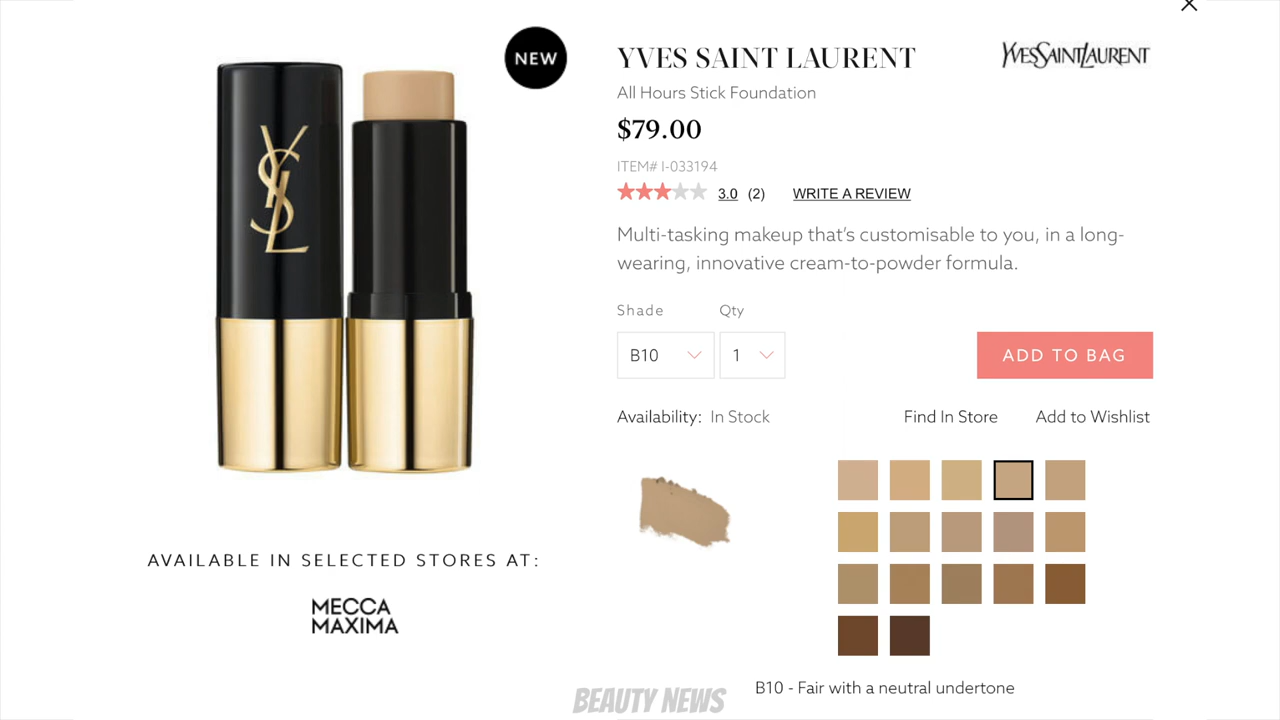 NEW
YSL
YVES SAINT LAURENT
YVESSAINTLAURENT
All Hours Stick Foundation
$79.00
ITEM# I-033194
3.0 (2) WRITE A REVIEW
Multi-tasking makeup that's customisable to you, in a long-
wearing, innovative cream-to-powder formula.
Shade Qty
B10 1 ADD TO BAG
Availability: In Stock Find In Store Add to Wishlist
AVAILABLE IN SELECTED STORES AT:
MECCA
MAXIMA
B10 - Fair with a neutral undertone
BEAUTY NEWS